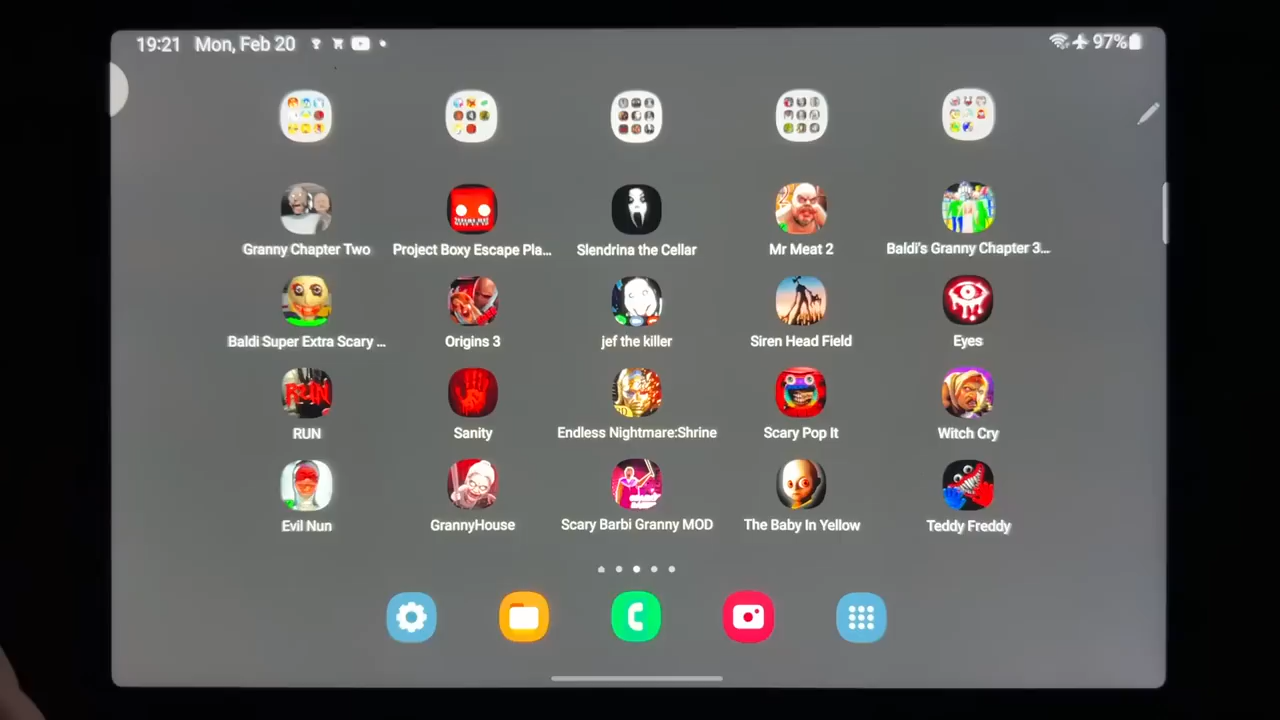 19:21 Mon, Feb 20 97%
Granny Chapter Two Project Boxy Escape Pla... Slendrina the Cellar Mr Meat 2 Baldi's Granny Chapter 3...
Baldi Super Extra Scary ... Origins 3 jef the killer Siren Head Field Eyes
RUN
RUN Sanity Endless Nightmare:Shrine Scary Pop It Witch Cry
Evil Nun GrannyHouse Scary Barbi Granny MOD The Baby In Yellow Teddy Freddy